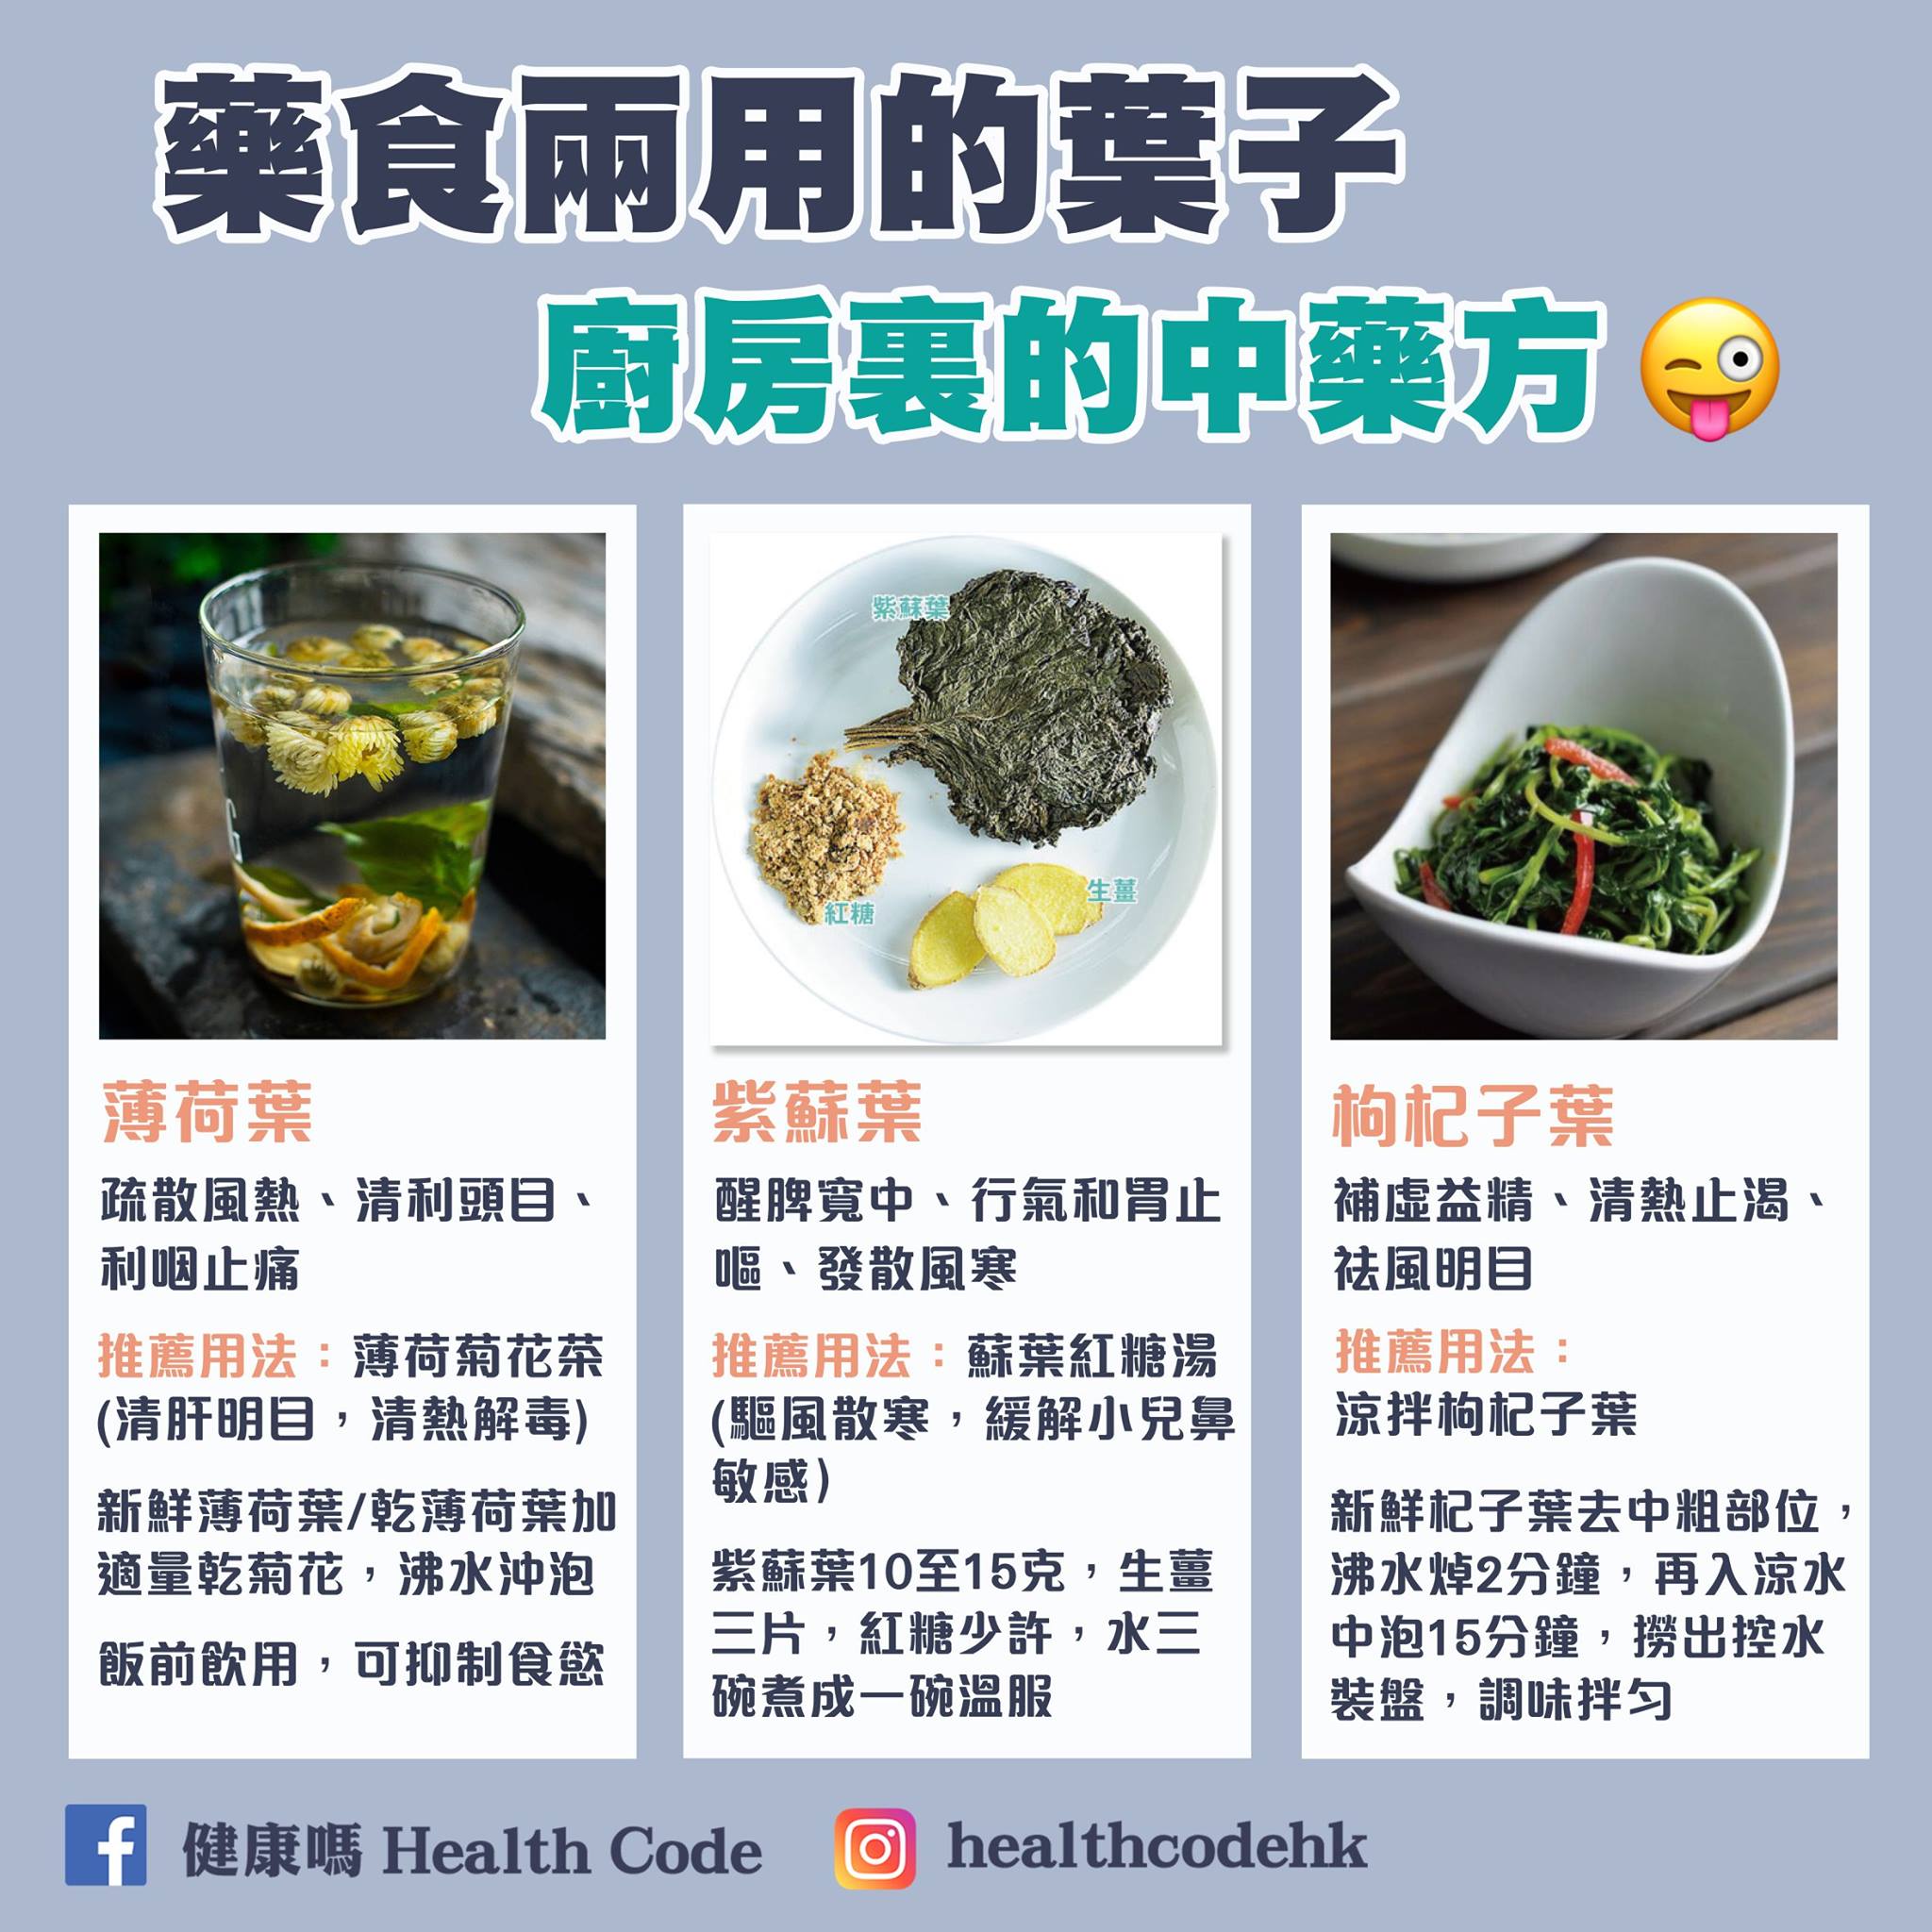 藥食兩用的葉子
廚房裏的中藥方
紫蘇葉
紅糖
生薑
薄荷葉
疏散風熱、清利頭目、
利咽止痛
推薦用法：薄荷菊花茶
(清肝明目，清熱解毒)
新鮮薄荷葉/乾薄荷葉加
適量乾菊花，沸水沖泡
飯前飲用，可抑制食慾
紫蘇葉
醒脾寬中、行氣和胃止
嘔、發散風寒
推薦用法：蘇葉紅糖湯
(驅風散寒，緩解小兒鼻
敏感)
紫蘇葉10至15克，生薑
三片，紅糖少許，水三
碗煮成一碗溫服
枸杞子葉
補虛益精、清熱止渴、
祛風明目
推薦用法：
涼拌枸杞子葉
新鮮杞子葉去中粗部位，
沸水焯2分鐘，再入涼水
中泡15分鐘，撈出控水
裝盤，調味拌匀
健康嗎 Health Code
healthcodehk